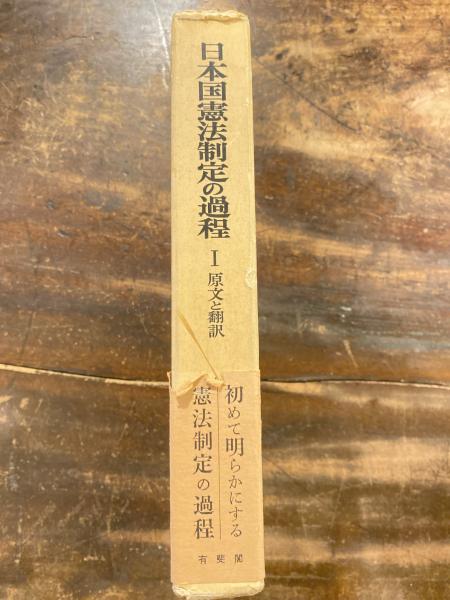 日本国憲法制定の過程
I 原文と翻訳
初めて明らかにする
憲法制定の過程
有斐閣